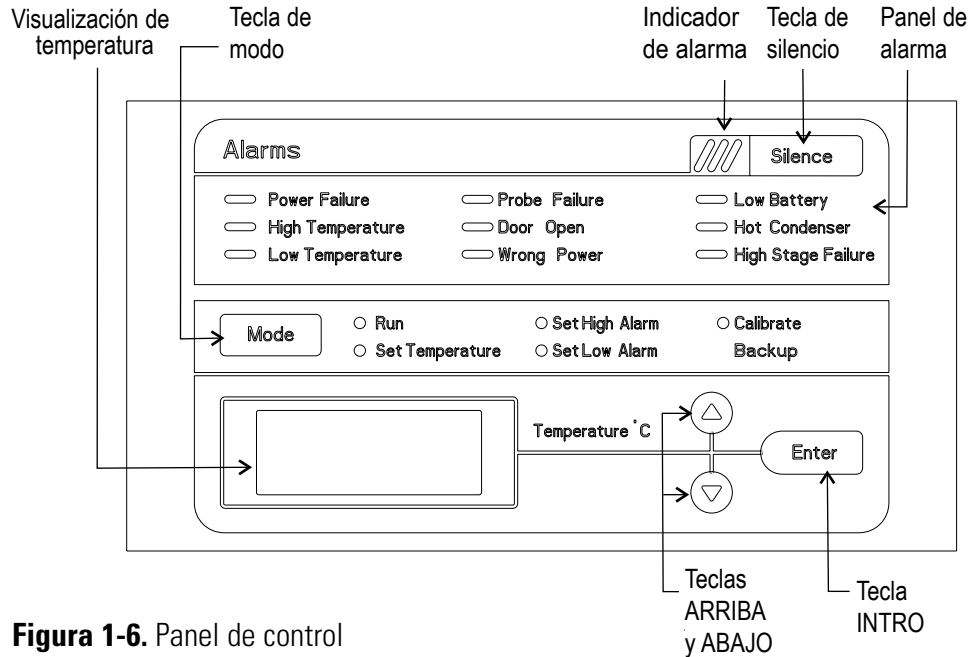 Visualización de
temperatura
Tecla de
modo
Indicador
de alarma
Tecla de
silencio
Panel de
alarma
Alarms
Silence
Power Failure
Probe Failure
Low Battery
High Temperature
Door Open
Hot Condenser
Low Temperature
Wrong Power
High Stage Failure
Mode
Run
Set High Alarm
Calibrate
Set Temperature
Set Low Alarm
Backup
Temperature °C
Enter
Teclas
ARRIBA
y ABAJO
Tecla
INTRO
Figura 1-6. Panel de control